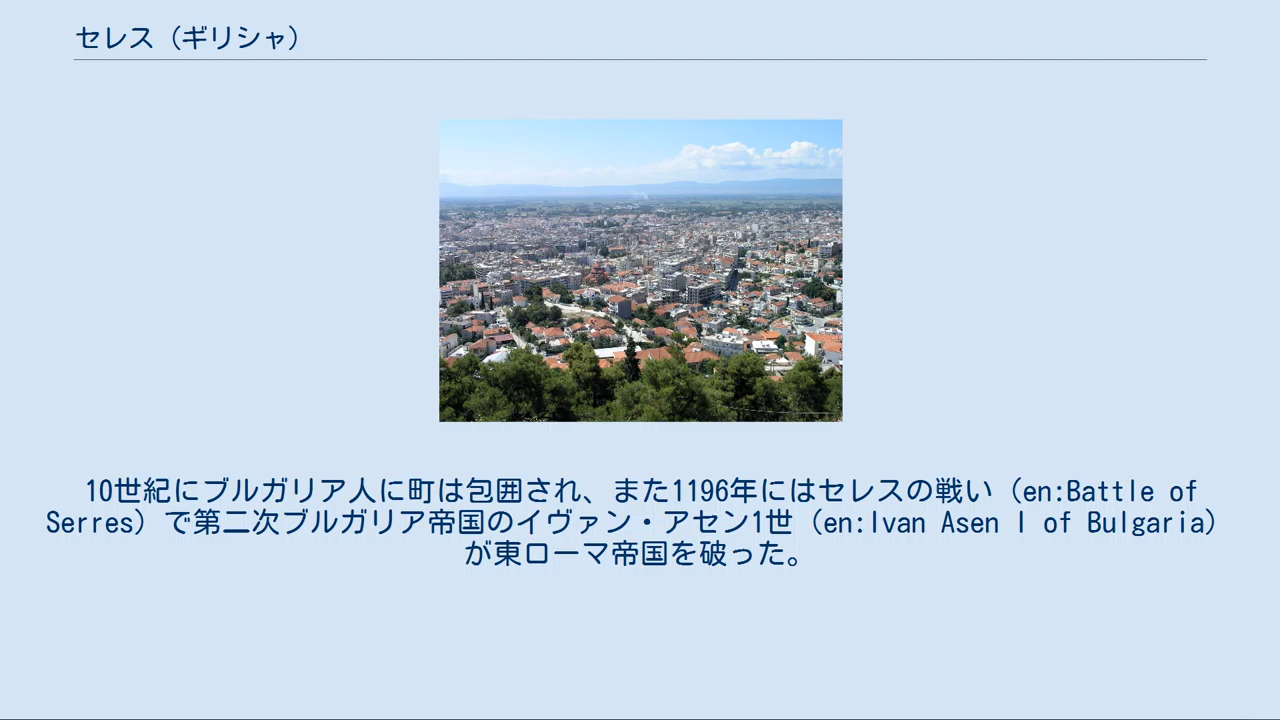 セレス（ギリシャ）
10世紀にブルガリア人に町は包囲され、また1196年にはセレスの戦い（en:Battle of
Serres）で第二次ブルガリア帝国のイヴァン・アセン1世（en:Ivan Asen I of Bulgaria）
が東ローマ帝国を破った。